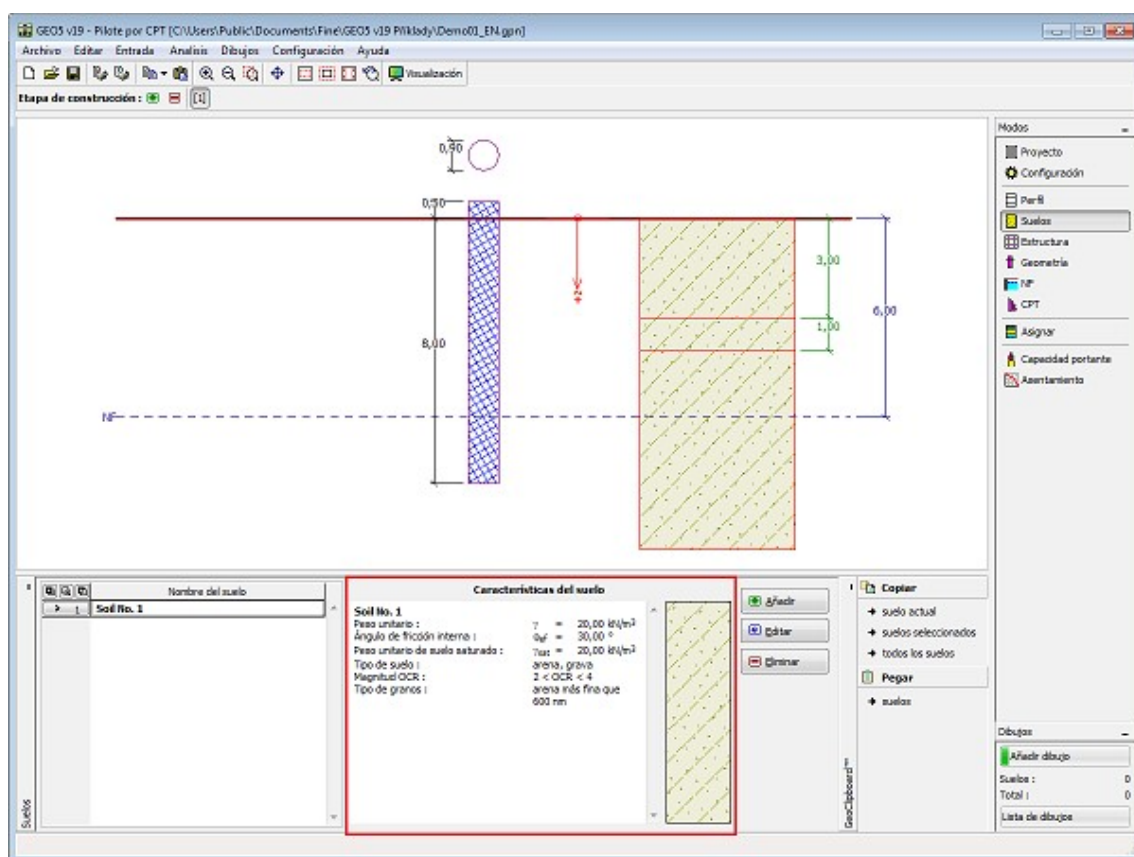 GEO5 v19 - Pilote por CPT [C:\Users\Public\Documents\Fine\GEO5 v19 Příklady\Demo01_EN.gpn]
Archivo Editar Entrada Analisis Dibujos Configuración Ayuda
Visualización
Etapa de construcción : [1]
0,90
0,50
8,00
+z
3,00
1,00
6,00
NF
Modos
Proyecto
Configuración
Perfil
Suelos
Estructura
Geometría
NF
CPT
Asignar
Capacidad portante
Asentamiento
Nombre del suelo
> 1 Soil No. 1
Características del suelo
Soil No. 1
Peso unitario : γ = 20,00 kN/m³
Ángulo de fricción interna : φef = 30,00 °
Peso unitario de suelo saturado : γsat = 20,00 kN/m³
Tipo de suelo : arena, grava
Magnitud OCR : 2 < OCR < 4
Tipo de granos : arena más fina que
600 nm
Añadir
Editar
Eliminar
Copiar
suelo actual
suelos seleccionados
todos los suelos
Pegar
suelos
Suelos
GeoClipboard™
Dibujos
Añadir dibujo
Suelos : 0
Total : 0
Lista de dibujos